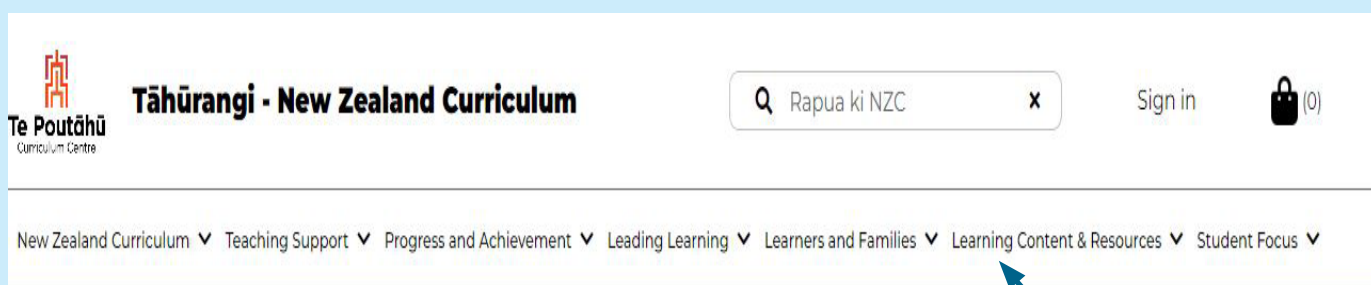 Te Poutāhū
Curriculum Centre
Tāhūrangi - New Zealand Curriculum
Rapua ki NZC
x
Sign in
(0)
New Zealand Curriculum Teaching Support Progress and Achievement Leading Learning Learners and Families Learning Content & Resources Student Focus